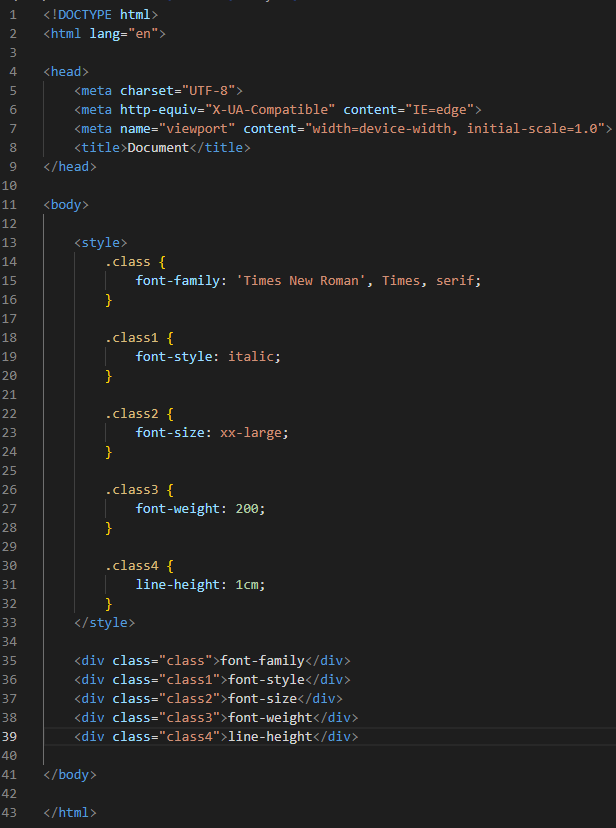 1 <!DOCTYPE html>
2 <html lang="en">
3
4 <head>
5     <meta charset="UTF-8">
6     <meta http-equiv="X-UA-Compatible" content="IE=edge">
7     <meta name="viewport" content="width=device-width, initial-scale=1.0">
8     <title>Document</title>
9 </head>
10
11 <body>
12
13     <style>
14         .class {
15             font-family: 'Times New Roman', Times, serif;
16         }
17
18         .class1 {
19             font-style: italic;
20         }
21
22         .class2 {
23             font-size: xx-large;
24         }
25
26         .class3 {
27             font-weight: 200;
28         }
29
30         .class4 {
31             line-height: 1cm;
32         }
33     </style>
34
35     <div class="class">font-family</div>
36     <div class="class1">font-style</div>
37     <div class="class2">font-size</div>
38     <div class="class3">font-weight</div>
39     <div class="class4">line-height</div>
40
41 </body>
42
43 </html>